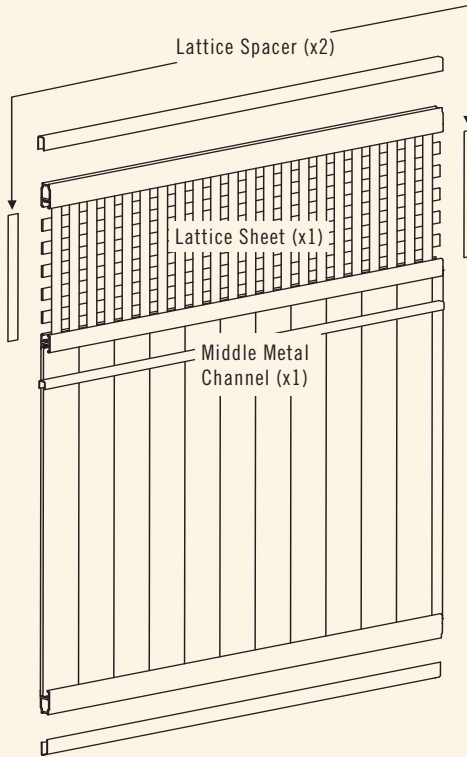 Lattice Spacer (x2)
Lattice Sheet (x1)
Middle Metal
Channel (x1)